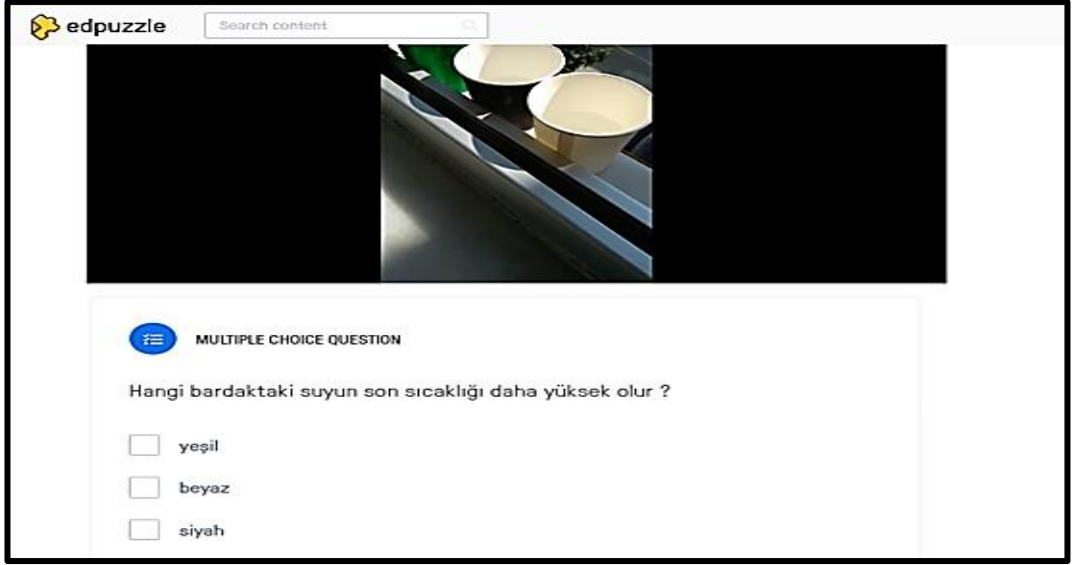 edpuzzle
Search content
MULTIPLE CHOICE QUESTION
Hangi bardaktaki suyun son sıcaklığı daha yüksek olur ?
yeşil
beyaz
siyah